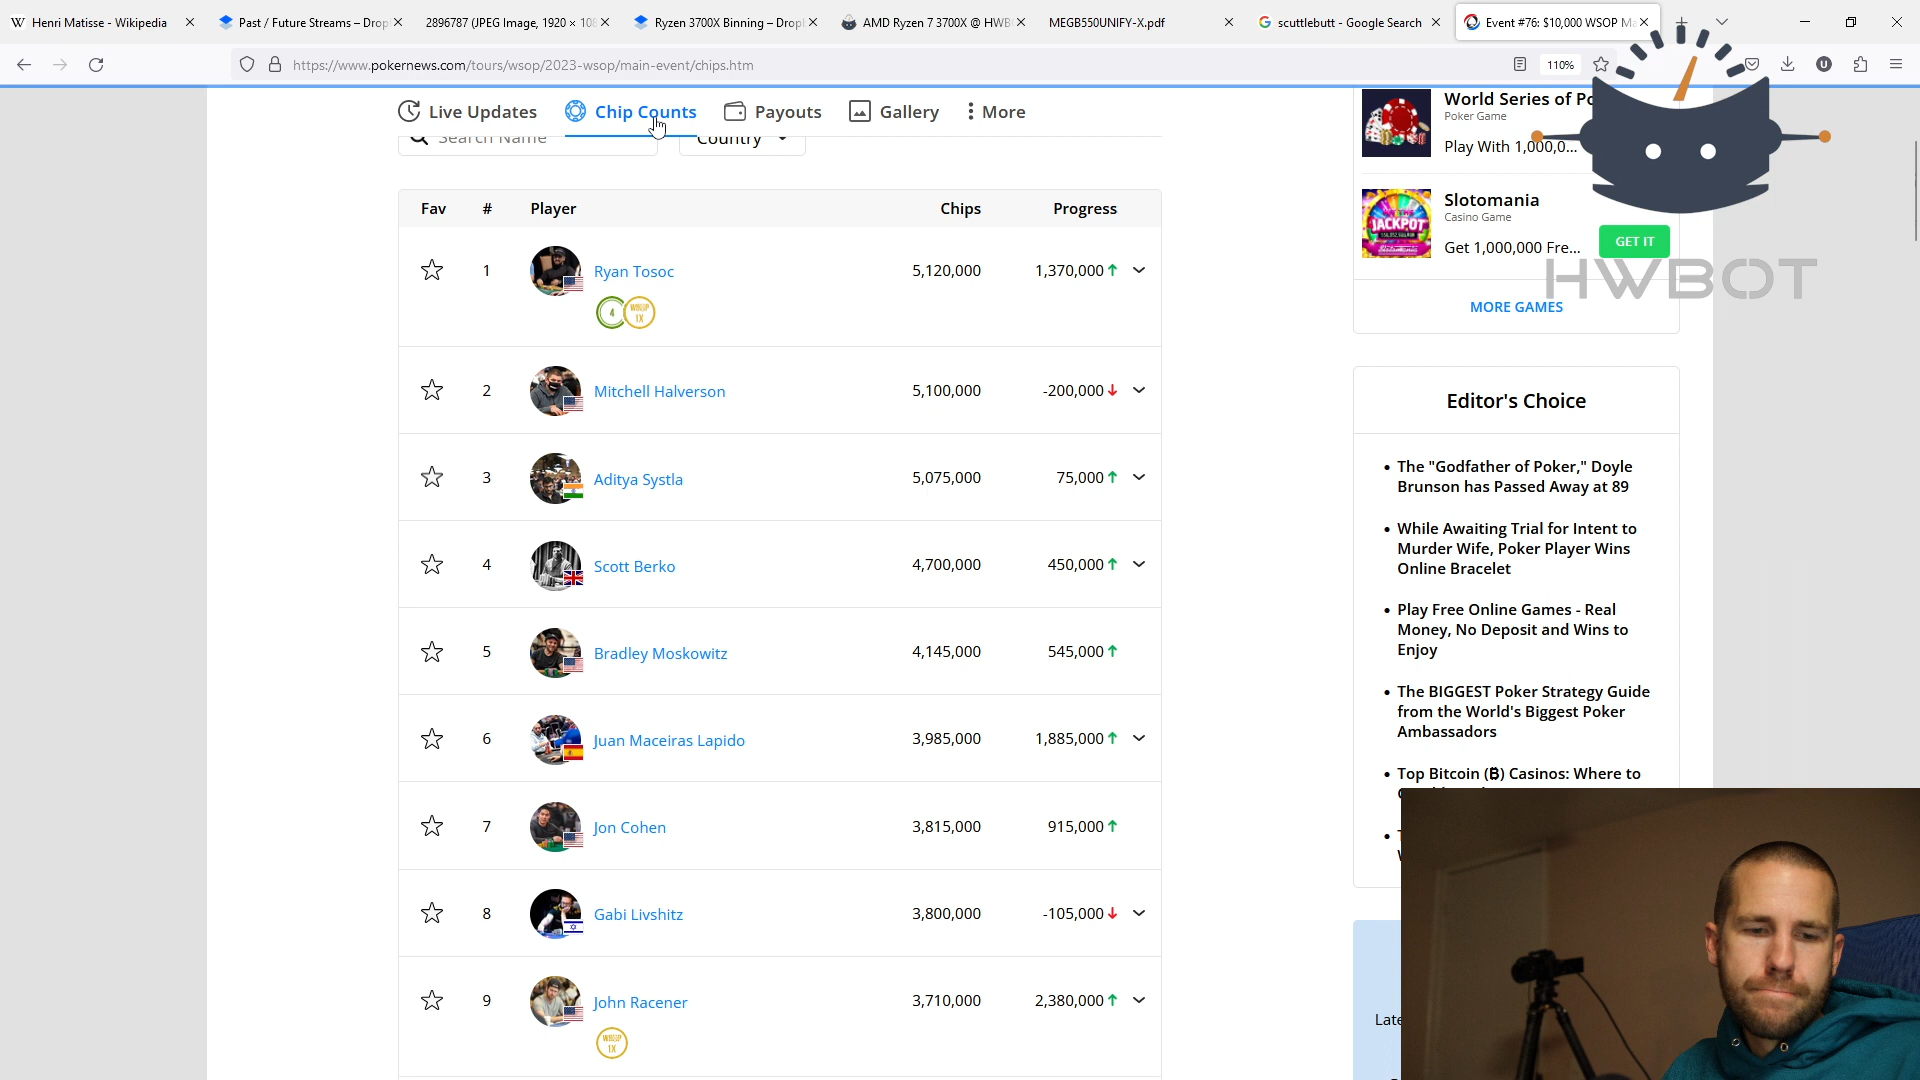 Henri Matisse - Wikipedia
Past / Future Streams – Drop
2896787 (JPEG Image, 1920 × 108
Ryzen 3700X Binning – Dropl
AMD Ryzen 7 3700X @ HWB
MEGB550UNIFY-X.pdf
scuttlebutt - Google Search
Event #76: $10,000 WSOP Ma
https://www.pokernews.com/tours/wsop/2023-wsop/main-event/chips.htm
110%
Live Updates
Chip Counts
Payouts
Gallery
More
Search Name
Country
Fav # Player Chips Progress
1 Ryan Tosoc 5,120,000 1,370,000
4
WSOP
1X
2 Mitchell Halverson 5,100,000 -200,000
3 Aditya Systla 5,075,000 75,000
4 Scott Berko 4,700,000 450,000
5 Bradley Moskowitz 4,145,000 545,000
6 Juan Maceiras Lapido 3,985,000 1,885,000
7 Jon Cohen 3,815,000 915,000
8 Gabi Livshitz 3,800,000 -105,000
9 John Racener 3,710,000 2,380,000
1X
World Series of Po
Poker Game
Play With 1,000,0...
JACKPOT
Slotomania
Casino Game
Get 1,000,000 Fre...
GET IT
HWBOT
MORE GAMES
Editor's Choice
• The "Godfather of Poker," Doyle
Brunson has Passed Away at 89
• While Awaiting Trial for Intent to
Murder Wife, Poker Player Wins
Online Bracelet
• Play Free Online Games - Real
Money, No Deposit and Wins to
Enjoy
• The BIGGEST Poker Strategy Guide
from the World's Biggest Poker
Ambassadors
• Top Bitcoin (₿) Casinos: Where to
Late